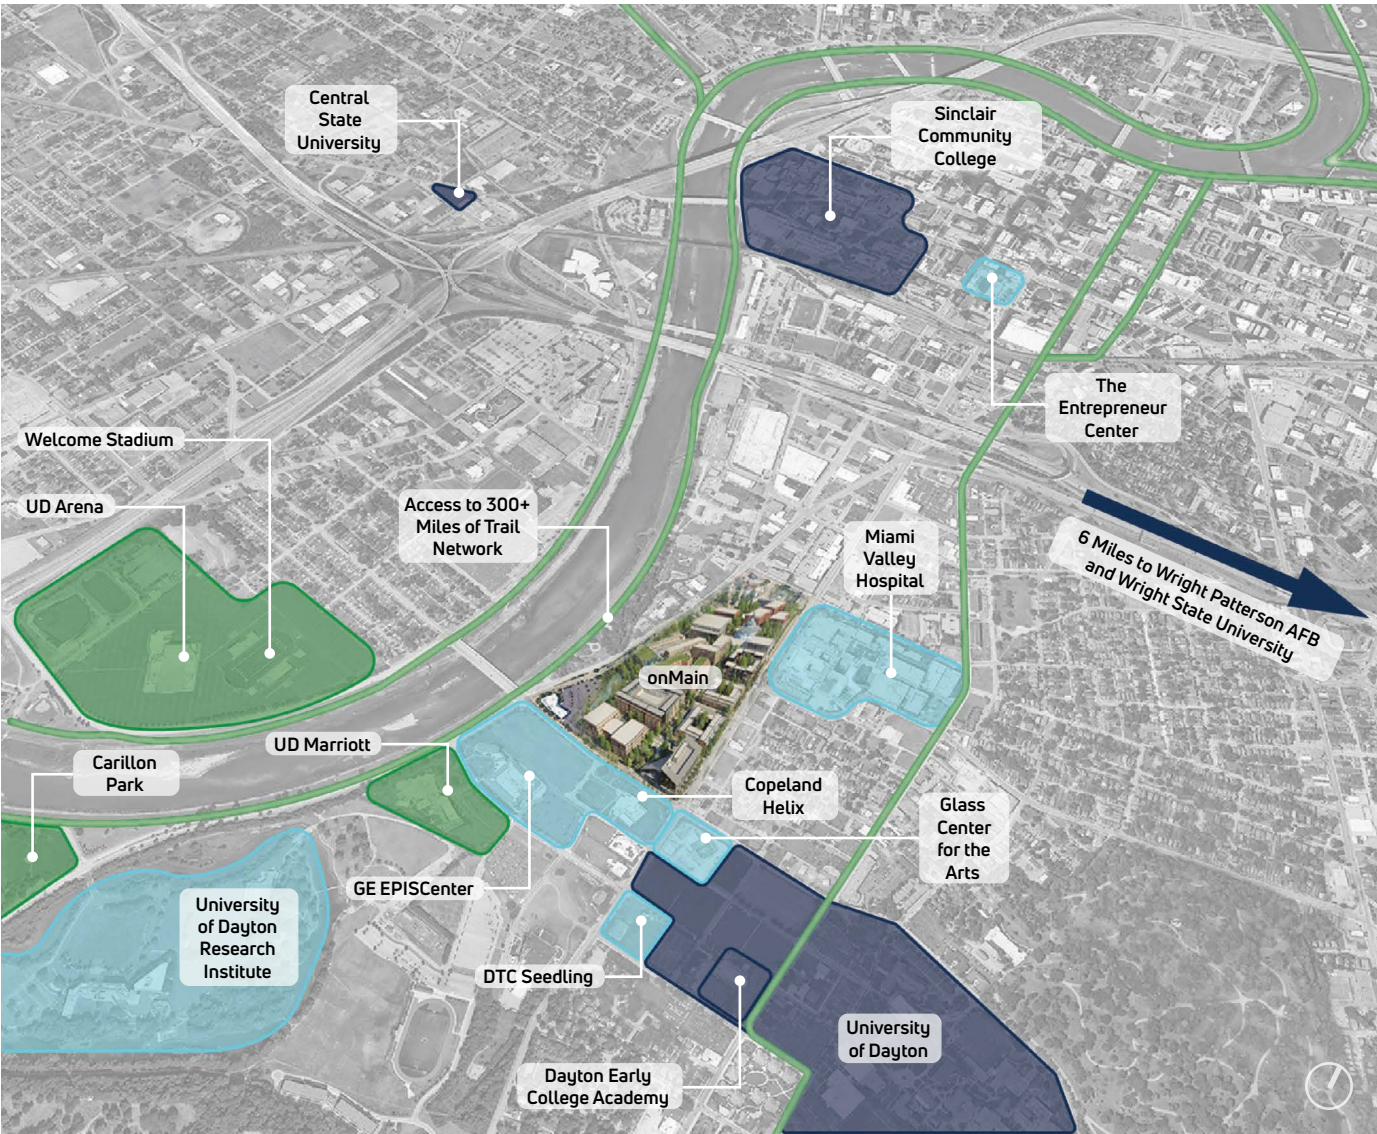 Central
State
University
Sinclair
Community
College
The
Entrepreneur
Center
Welcome Stadium
UD Arena
Access to 300+
Miles of Trail
Network
Miami
Valley
Hospital
6 Miles to Wright Patterson AFB
and Wright State University
onMain
UD Marriott
Carillon
Park
Copeland
Helix
Glass
Center
for the
Arts
GE EPISCenter
University
of Dayton
Research
Institute
DTC Seedling
University
of Dayton
Dayton Early
College Academy